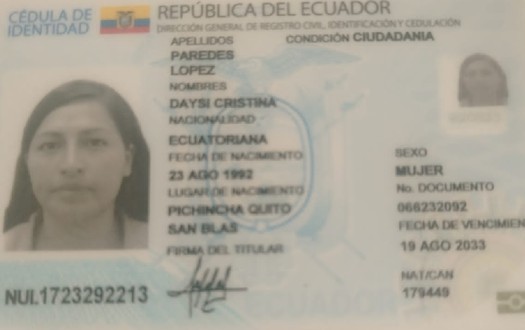 CÉDULA DE IDENTIDAD
REPÚBLICA DEL ECUADOR
DIRECCIÓN GENERAL DE REGISTRO CIVIL, IDENTIFICACIÓN Y CEDULACIÓN
APELLIDOS
CONDICIÓN CIUDADANIA
PAREDES
LOPEZ
NOMBRES
DAYSI CRISTINA
NACIONALIDAD
ECUATORIANA
FECHA DE NACIMIENTO
23 AGO 1992
LUGAR DE NACIMIENTO
PICHINCHA QUITO
SAN BLAS
FIRMA DEL TITULAR
SEXO
MUJER
No. DOCUMENTO
066232092
FECHA DE VENCIMIEN
19 AGO 2033
NAT/CAN
179449
NUI.1723292213